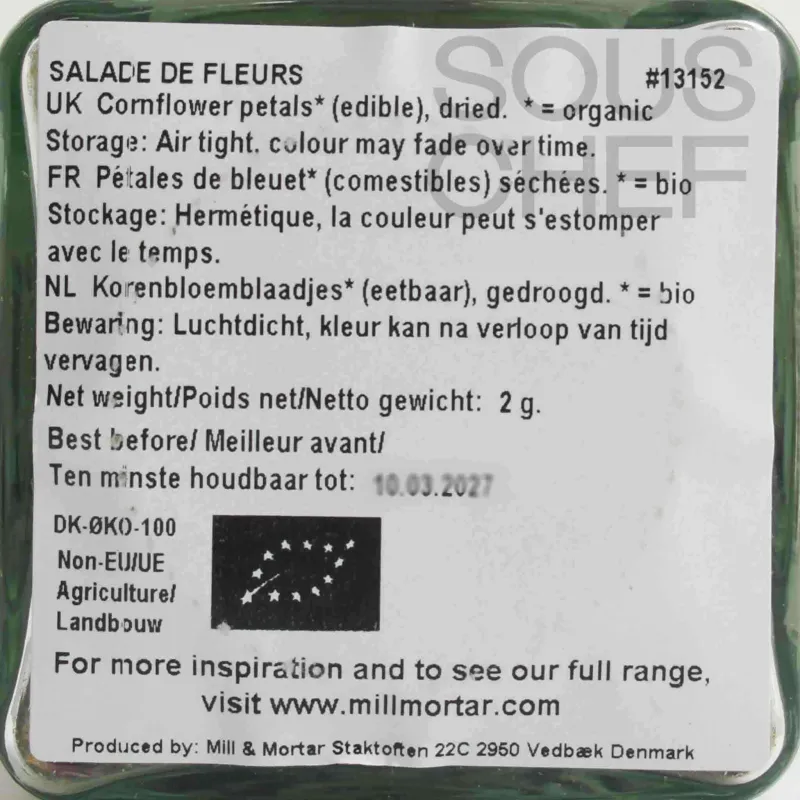 SOUS
CHEF
SALADE DE FLEURS #13152
UK Cornflower petals* (edible), dried. * = organic
Storage: Air tight. colour may fade over time.
FR Pétales de bleuet* (comestibles) séchées. * = bio
Stockage: Hermétique, la couleur peut s'estomper
avec le temps.
NL Korenbloemblaadjes* (eetbaar), gedroogd. * = bio
Bewaring: Luchtdicht, kleur kan na verloop van tijd
vervagen.
Net weight/Poids net/Netto gewicht: 2 g.
Best before/ Meilleur avant/
Ten minste houdbaar tot: 10.03.2027
DK-ØKO-100
Non-EU/UE
Agriculture/
Landbouw
For more inspiration and to see our full range,
visit www.millmortar.com
Produced by: Mill & Mortar Staktoften 22C 2950 Vedbæk Denmark